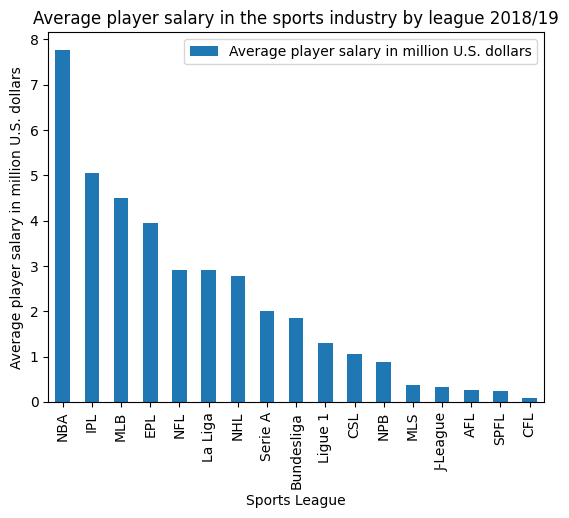 Average player salary in the sports industry by league 2018/19
Average player salary in million U.S. dollars
Average player salary in million U.S. dollars
8
7
6
5
4
3
2
1
0
NBA
IPL
MLB
EPL
NFL
La Liga
NHL
Serie A
Bundesliga
Ligue 1
CSL
NPB
MLS
J-League
AFL
SPFL
CFL
Sports League